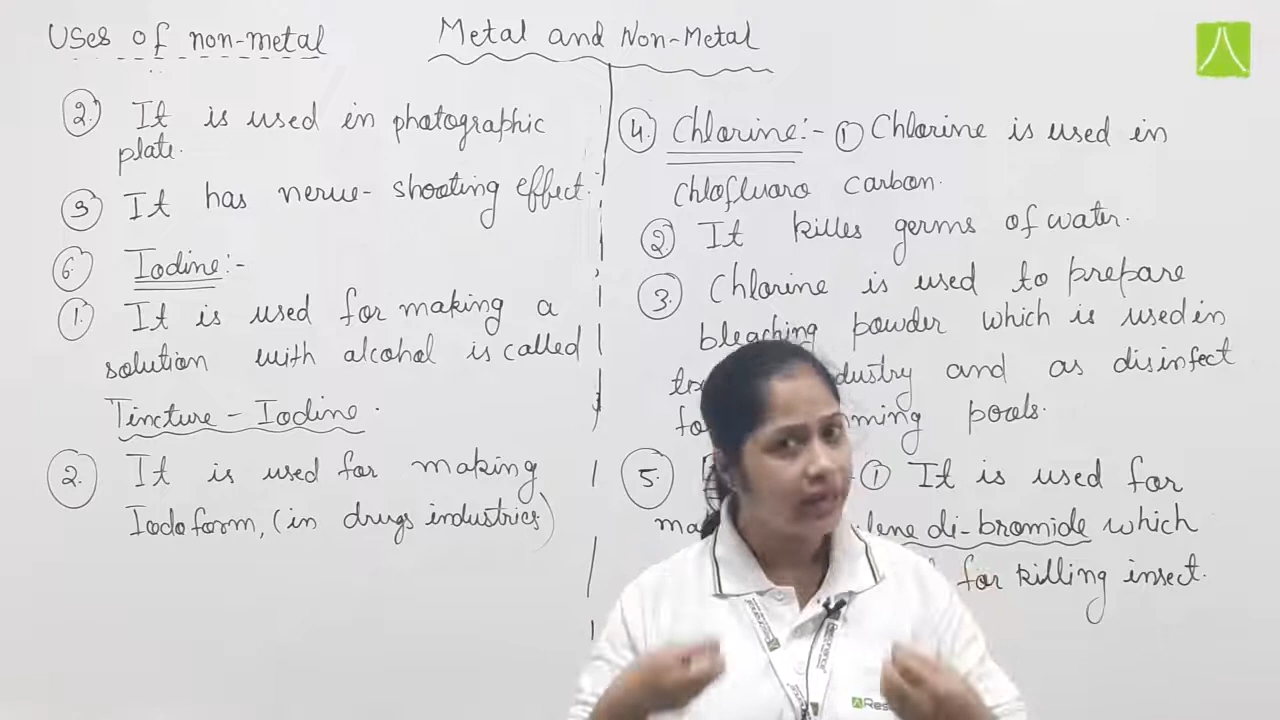 Uses of non-metal
Metal and Non-Metal
2. It is used in photographic
plate.
3 It has nerve-shooting effect.
6. Iodine:-
1. It is used for making a
solution with alcohol is called
Tincture - Iodine.
2. It is used for making
Iodoform, (in drugs industries)
4. Chlorine:- 1 Chlorine is used in
chlofluoro carbon.
2 It killes germs of water.
3. Chlorine is used to prepare
bleaching powder which is used in
dustry and as disinfect
ming pools.
5. 1 It is used for
lene di-bromide which
for killing insect.